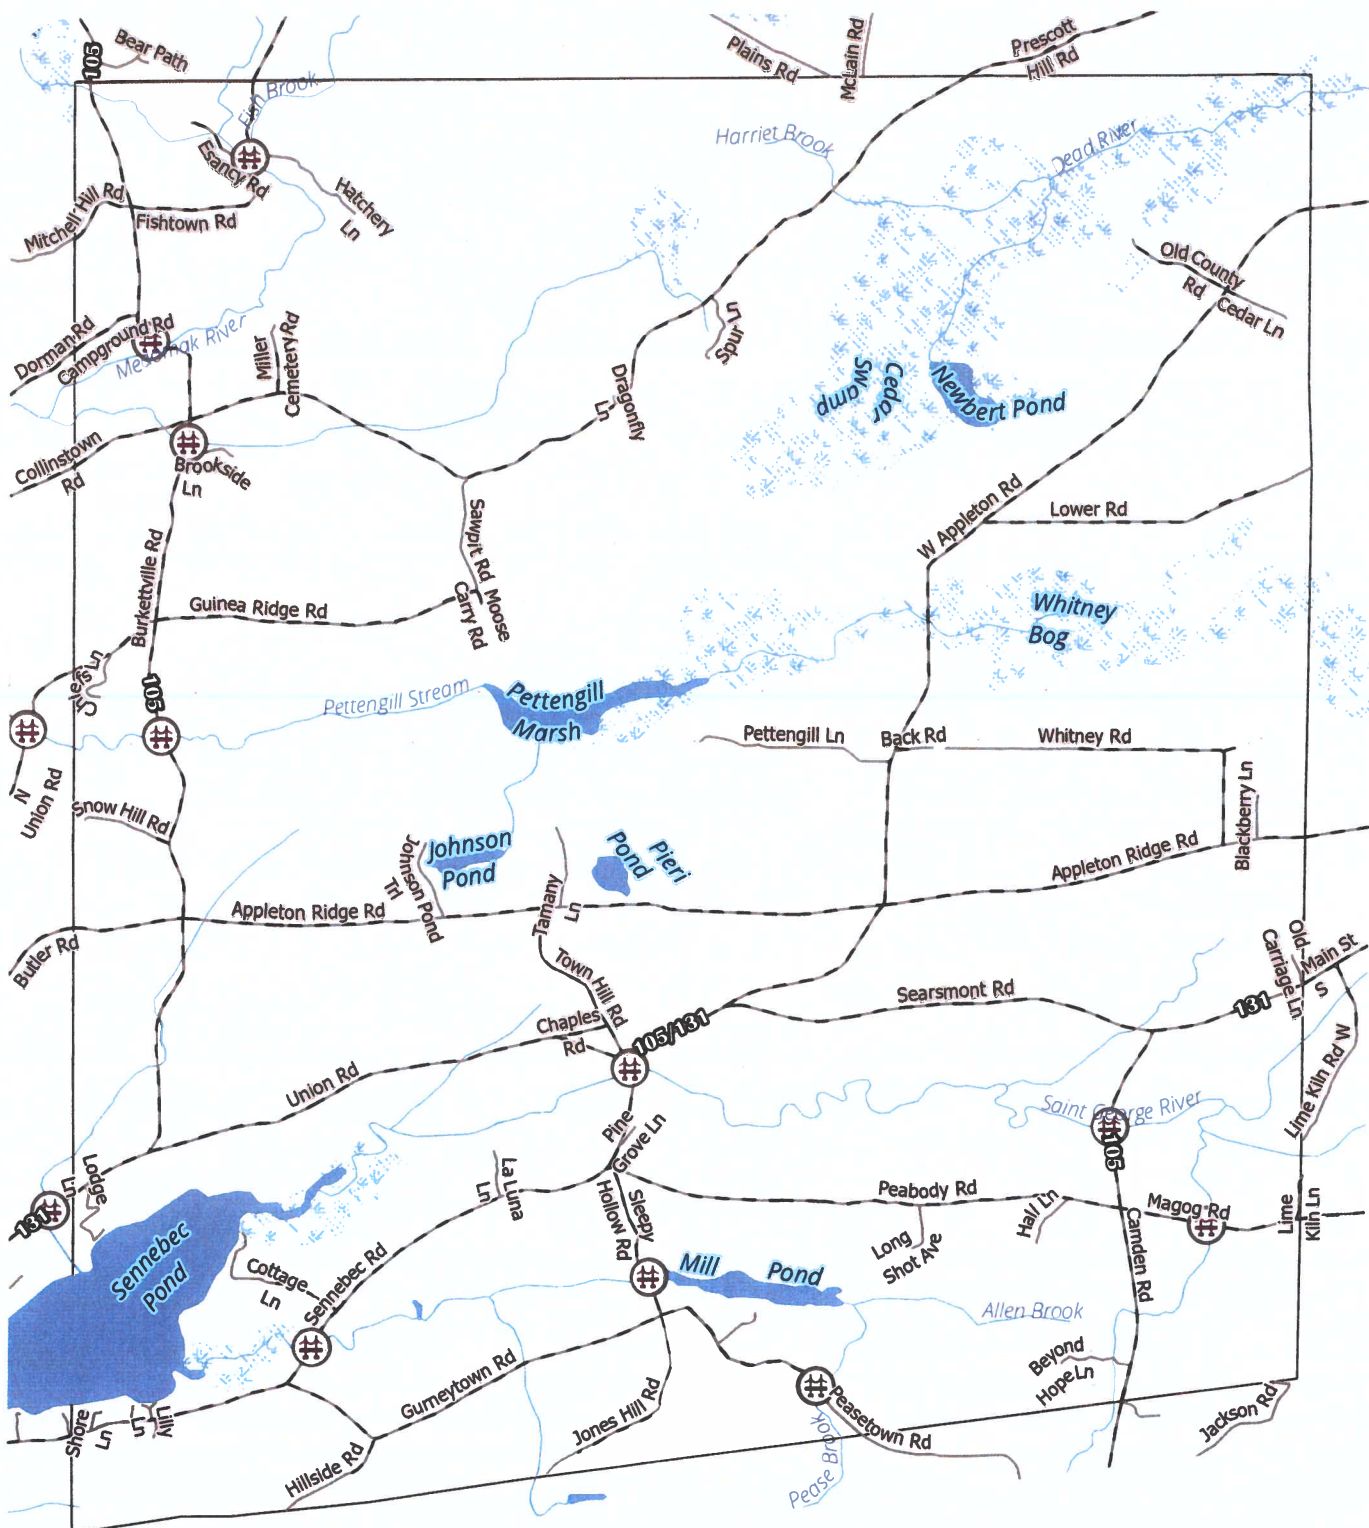 105
Bear Path
Plains Rd
McLain Rd
Prescott
Hill Rd
Fish Brook
Harriet Brook
Dead River
Esancy Rd
Hatchery
Ln
Mitchell Hill Rd
Fishtown Rd
Old County
Rd
Cedar Ln
Dorman Rd
Campground Rd
Medomak River
Miller
Cemetery Rd
Spur Ln
Dragonfly
Ln
Cedar
Swamp
Newbert Pond
Collinstown
Rd
Brookside
Ln
Sawpit Rd
W Appleton Rd
Lower Rd
Burkettville Rd
Guinea Ridge Rd
Moose
Carry Rd
Whitney
Bog
105
Pettengill Stream
Pettengill
Marsh
Pettengill Ln
Back Rd
Whitney Rd
N
Union Rd
Snow Hill Rd
Johnson Pond
Trl
Johnson
Pond
Pieri
Pond
Blackberry Ln
Appleton Ridge Rd
Appleton Ridge Rd
Tamany
Ln
Butler Rd
Town Hill Rd
Old
Carriage Ln
Main St
S
Searsmont Rd
131
Chaples
Rd
105/131
Union Rd
Saint George River
Lime Kiln Rd W
Pine
Grove Ln
105
Lodge
Ln
131
La Luna
Ln
Sleepy
Hollow Rd
Peabody Rd
Hall Ln
Magog Rd
Lime
Kiln Ln
Long
Shot Ave
Camden Rd
Sennebec
Pond
Cottage
Ln
Sennebec Rd
Mill Pond
Allen Brook
Beyond
Hope Ln
Gurneytown Rd
Jones Hill Rd
Peasetown Rd
Jackson Rd
Shore
Ln
Lilly
Ln
Hillside Rd
Pease Brook